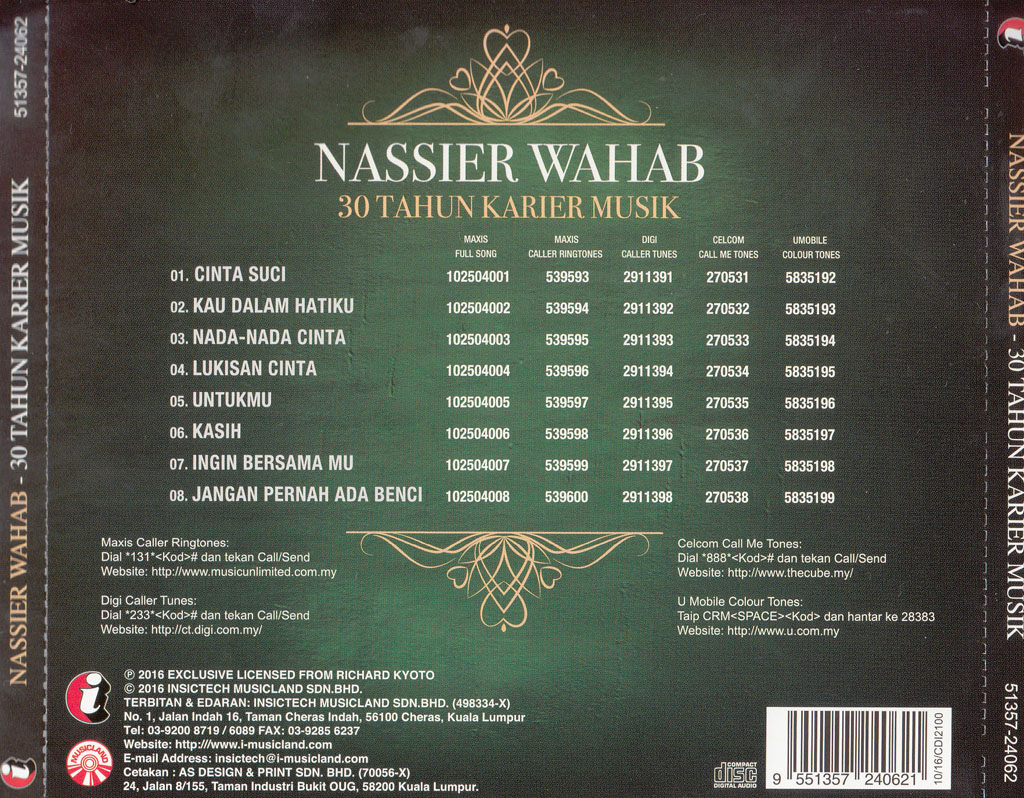 NASSIER WAHAB
30 TAHUN KARIER MUSIK
MAXIS FULL SONG MAXIS CALLER RINGTONES DIGI CALLER TUNES CELCOM CALL ME TONES UMOBILE COLOUR TONES
01. CINTA SUCI 102504001 539593 2911391 270531 5835192
02. KAU DALAM HATIKU 102504002 539594 2911392 270532 5835193
03. NADA-NADA CINTA 102504003 539595 2911393 270533 5835194
04. LUKISAN CINTA 102504004 539596 2911394 270534 5835195
05. UNTUKMU 102504005 539597 2911395 270535 5835196
06. KASIH 102504006 539598 2911396 270536 5835197
07. INGIN BERSAMA MU 102504007 539599 2911397 270537 5835198
08. JANGAN PERNAH ADA BENCI 102504008 539600 2911398 270538 5835199
Maxis Caller Ringtones:
Dial *131*<Kod># dan tekan Call/Send
Website: http://www.musicunlimited.com.my
Digi Caller Tunes:
Dial *233*<Kod># dan tekan Call/Send
Website: http://ct.digi.com.my/
Celcom Call Me Tones:
Dial *888*<Kod># dan tekan Call/Send
Website: http://www.thecube.my/
U Mobile Colour Tones:
Taip CRM<SPACE><Kod> dan hantar ke 28383
Website: http://www.u.com.my
℗ 2016 EXCLUSIVE LICENSED FROM RICHARD KYOTO
© 2016 INSICTECH MUSICLAND SDN.BHD.
TERBITAN & EDARAN: INSICTECH MUSICLAND SDN.BHD. (498334-X)
No. 1, Jalan Indah 16, Taman Cheras Indah, 56100 Cheras, Kuala Lumpur
Tel: 03-9200 8719 / 6089 FAX: 03-9285 6237
Website: http://www.i-musicland.com
E-mail Address: insictech@i-musicland.com
Cetakan : AS DESIGN & PRINT SDN. BHD. (70056-X)
24, Jalan 8/155, Taman Industri Bukit OUG, 58200 Kuala Lumpur.
i
MUSICLAND
COMPACT
disc
DIGITAL AUDIO
9 551357 240621
10/16/CDI2100
NASSIER WAHAB - 30 TAHUN KARIER MUSIK 51357-24062
i
NASSIER WAHAB - 30 TAHUN KARIER MUSIK 51357-24062